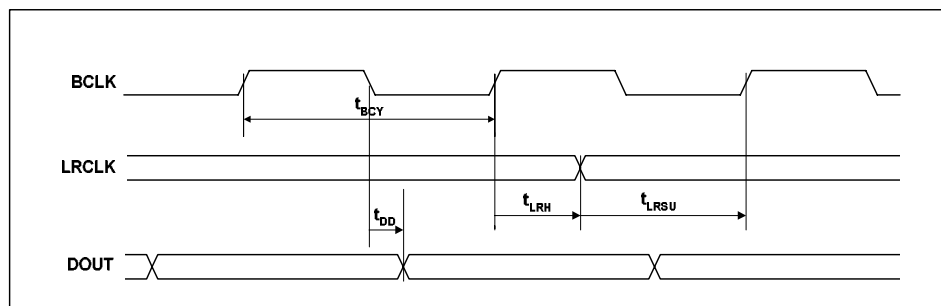 BCLK
tBCY
LRCLK
tLRH
tLRSU
tDD
DOUT